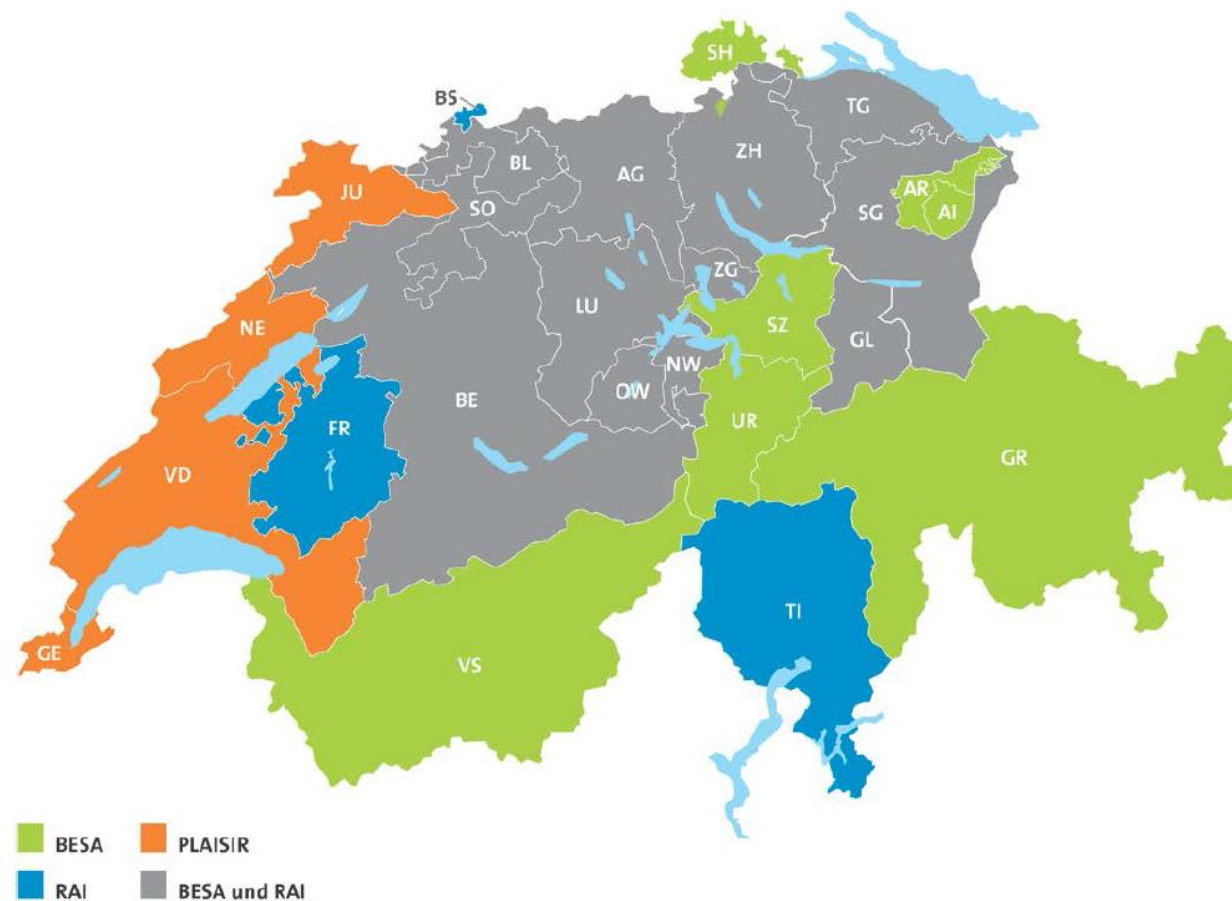 SH
BS
TG
BL
ZH
AG
JU
AR
SO
SG
AI
ZG
LU
NE
SZ
GL
NW
OW
BE
UR
FR
GR
VD
TI
GE
VS
BESA
PLAISIR
RAI
BESA und RAI